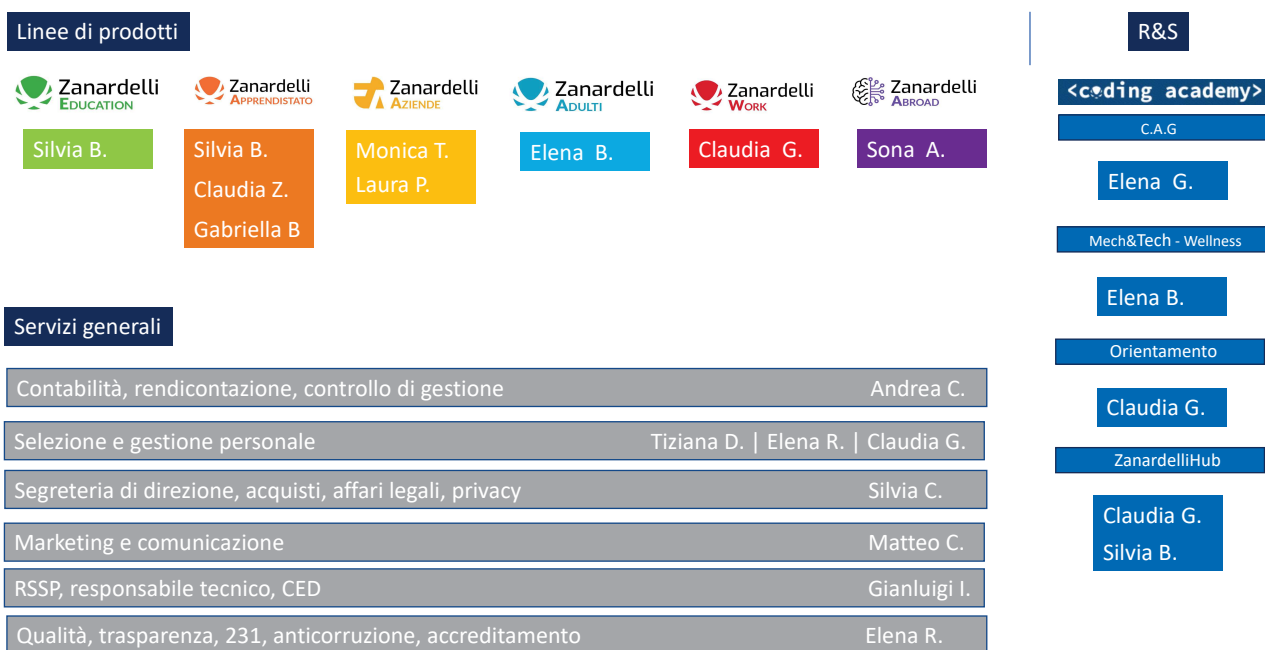 Linee di prodotti
Zanardelli
EDUCATION
Silvia B.
Zanardelli
APPRENDISTATO
Silvia B.
Claudia Z.
Gabriella B
Zanardelli
AZIENDE
Monica T.
Laura P.
Zanardelli
ADULTI
Elena B.
Zanardelli
WORK
Claudia G.
Zanardelli
ABROAD
Sona A.
Servizi generali
Contabilità, rendicontazione, controllo di gestione Andrea C.
Selezione e gestione personale Tiziana D. | Elena R. | Claudia G.
Segreteria di direzione, acquisti, affari legali, privacy Silvia C.
Marketing e comunicazione Matteo C.
RSSP, responsabile tecnico, CED Gianluigi I.
Qualità, trasparenza, 231, anticorruzione, accreditamento Elena R.
R&S
<coding academy>
C.A.G
Elena G.
Mech&Tech - Wellness
Elena B.
Orientamento
Claudia G.
ZanardelliHub
Claudia G.
Silvia B.